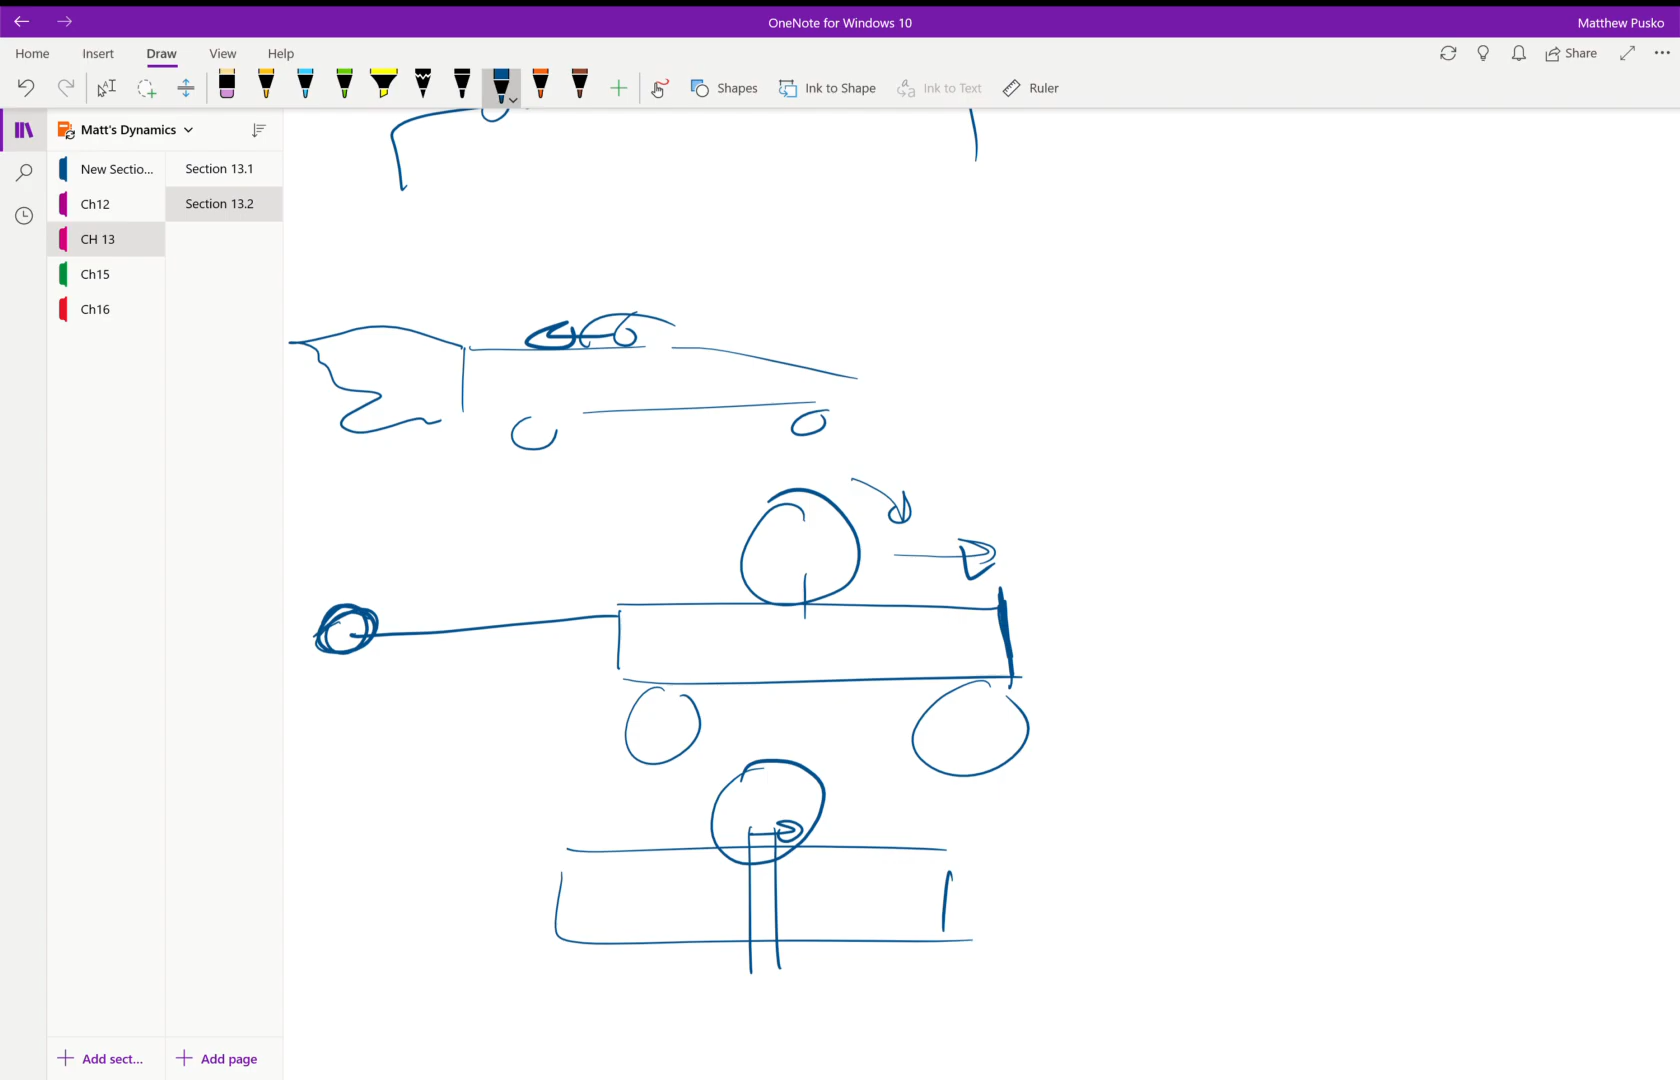 OneNote for Windows 10
Matthew Pusko
Home Insert Draw View Help
Share
Shapes Ink to Shape Ink to Text Ruler
Matt's Dynamics
New Sectio...
Ch12
CH 13
Ch15
Ch16
Section 13.1
Section 13.2
Add sect...
Add page